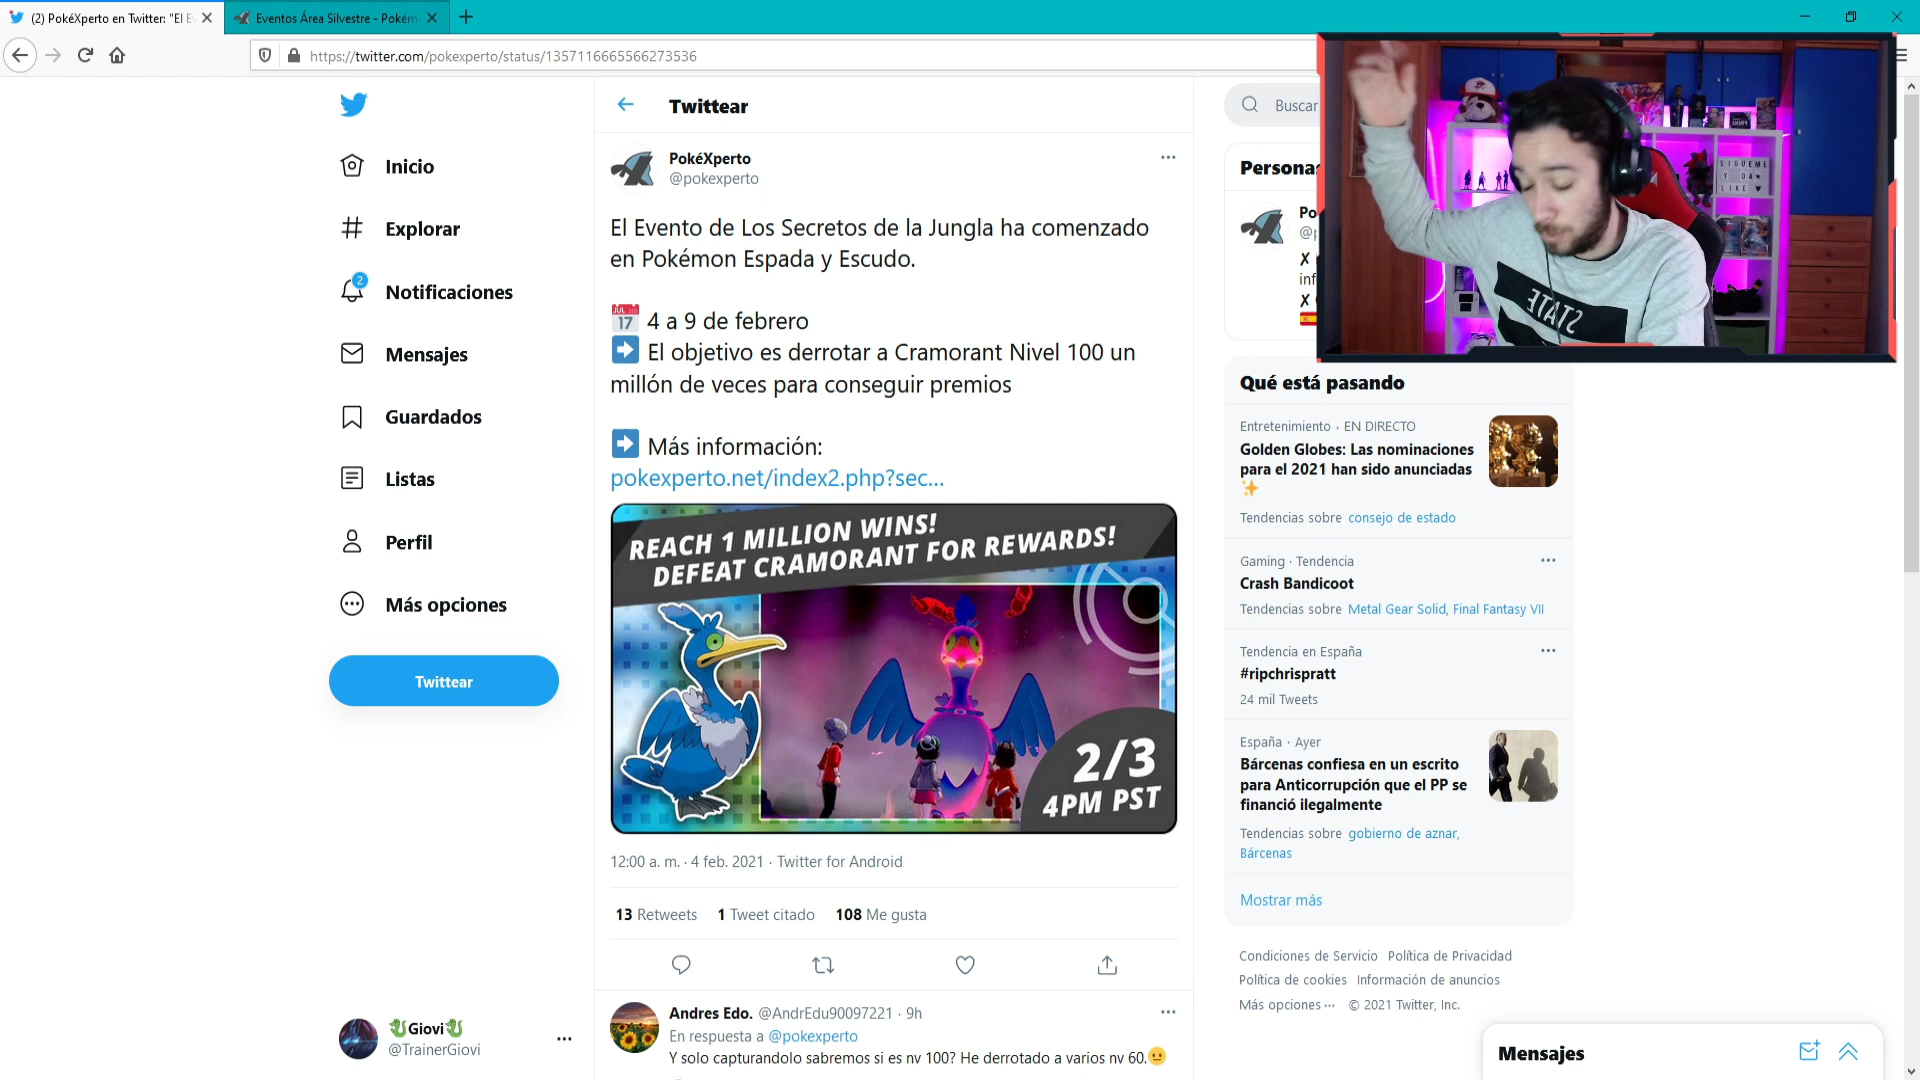 (2) PokéXperto en Twitter: "El E
Eventos Área Silvestre - Pokém
https://twitter.com/pokexperto/status/1357116665566273536
Inicio
Explorar
2
Notificaciones
Mensajes
Guardados
Listas
Perfil
Más opciones
Twittear
Giovi
@TrainerGiovi
Twittear
PokéXperto
@pokexperto
El Evento de Los Secretos de la Jungla ha comenzado
en Pokémon Espada y Escudo.
JUL
17
4 a 9 de febrero
El objetivo es derrotar a Cramorant Nivel 100 un
millón de veces para conseguir premios
Más información:
pokexperto.net/index2.php?sec...
REACH 1 MILLION WINS!
DEFEAT CRAMORANT FOR REWARDS!
2/3
4PM PST
12:00 a. m. · 4 feb. 2021 · Twitter for Android
13 Retweets 1 Tweet citado 108 Me gusta
Andres Edo. @AndrEdu90097221 · 9h
En respuesta a @pokexperto
Y solo capturandolo sabremos si es nv 100? He derrotado a varios nv 60.
Buscar
Persona
Po
@p
X
inf
X
SIGUEME
Y DA
LIKE
STATE
Qué está pasando
Entretenimiento · EN DIRECTO
Golden Globes: Las nominaciones
para el 2021 han sido anunciadas
Tendencias sobre consejo de estado
Gaming · Tendencia
Crash Bandicoot
Tendencias sobre Metal Gear Solid, Final Fantasy VII
Tendencia en España
#ripchrispratt
24 mil Tweets
España · Ayer
Bárcenas confiesa en un escrito
para Anticorrupción que el PP se
financió ilegalmente
Tendencias sobre gobierno de aznar,
Bárcenas
Mostrar más
Condiciones de Servicio Política de Privacidad
Política de cookies Información de anuncios
Más opciones ··· © 2021 Twitter, Inc.
Mensajes